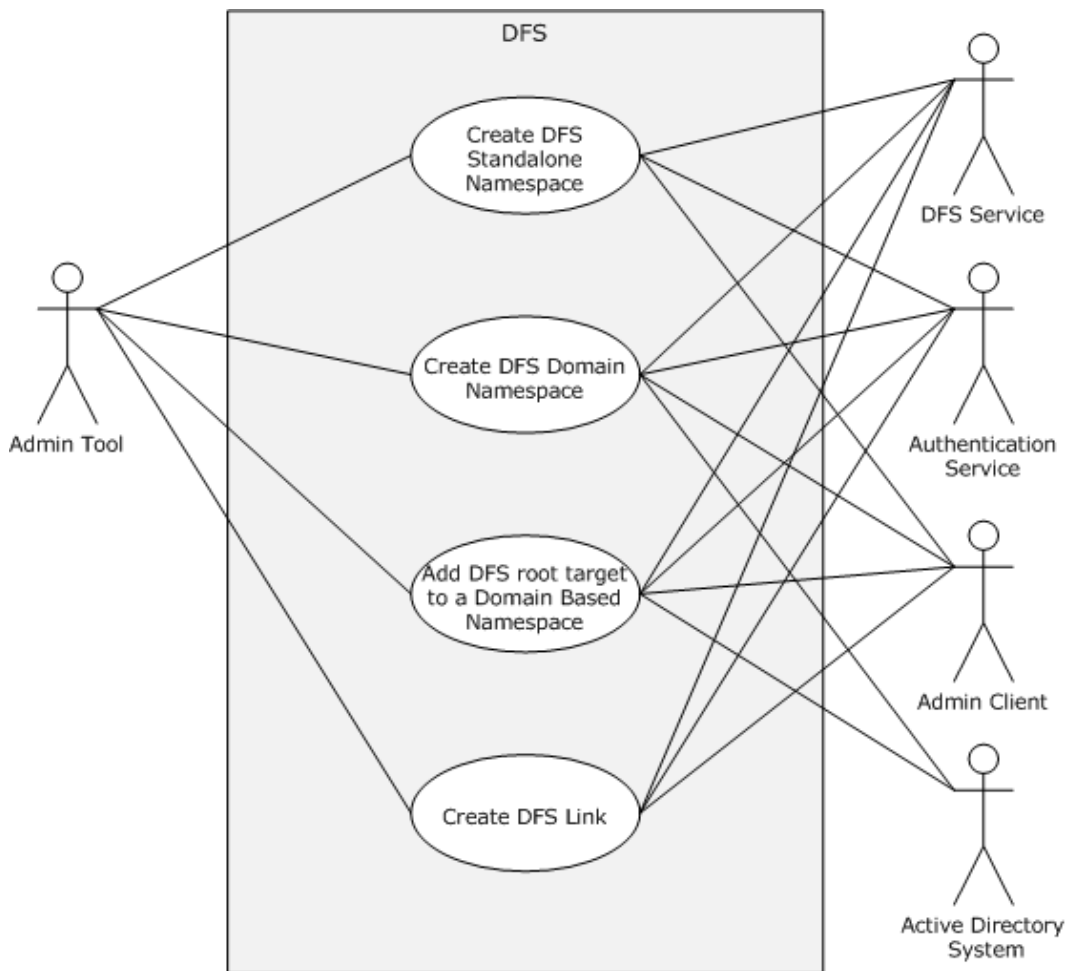 DFS
Create DFS
Standalone
Namespace
DFS Service
Admin Tool
Create DFS Domain
Namespace
Authentication
Service
Add DFS root target
to a Domain Based
Namespace
Admin Client
Create DFS Link
Active Directory
System